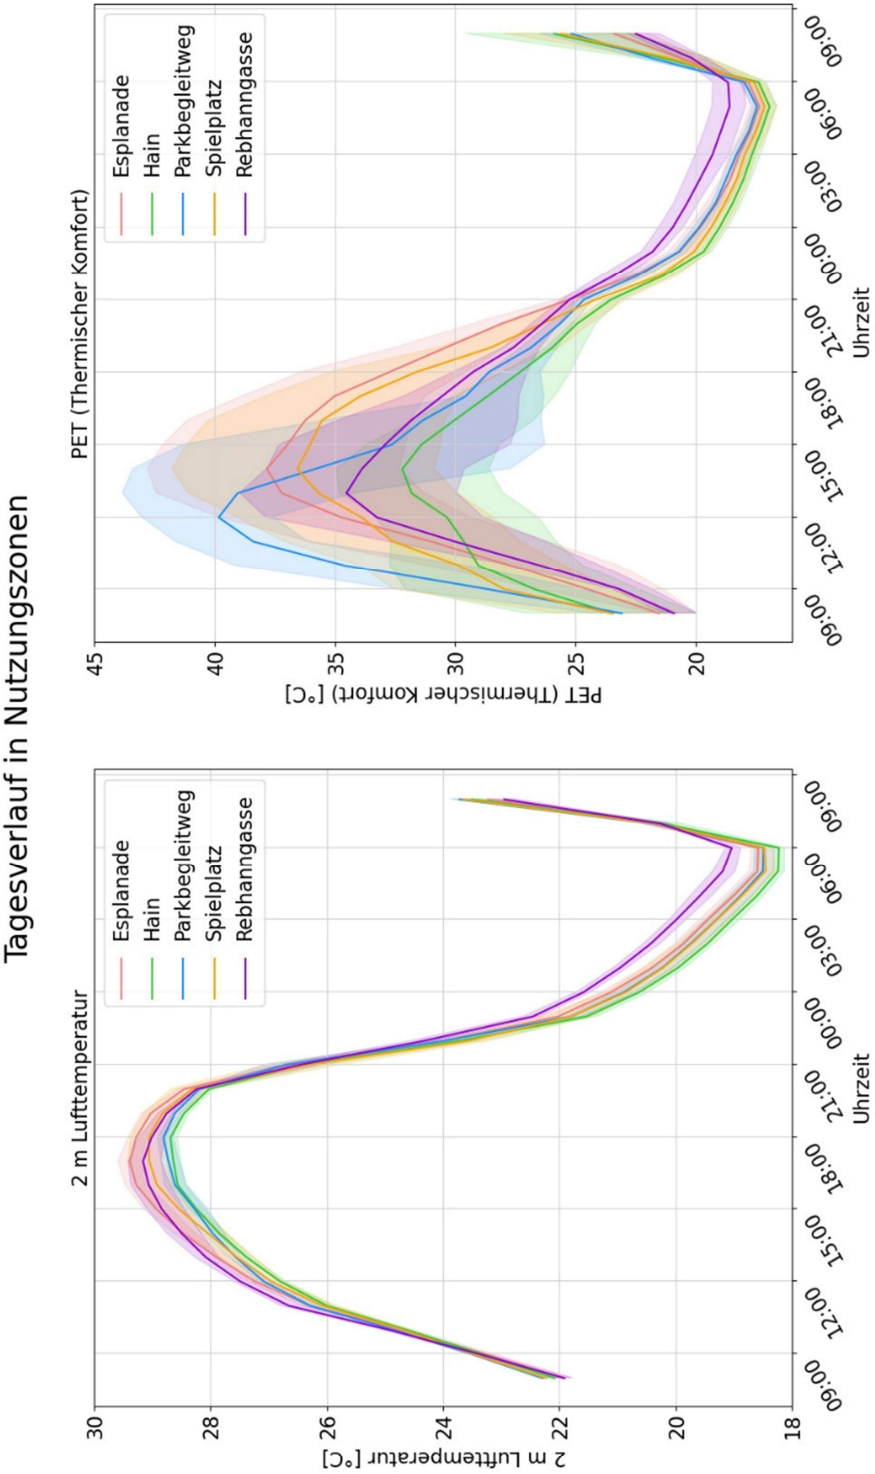 Tagesverlauf in Nutzungszonen
2 m Lufttemperatur
2 m Lufttemperatur [°C]
30
28
26
24
22
20
18
Esplanade
Hain
Parkbegleitweg
Spielplatz
Rebhanngasse
09:00
12:00
15:00
18:00
21:00
00:00
03:00
06:00
09:00
Uhrzeit
PET (Thermischer Komfort)
PET (Thermischer Komfort) [°C]
45
40
35
30
25
20
Esplanade
Hain
Parkbegleitweg
Spielplatz
Rebhanngasse
09:00
12:00
15:00
18:00
21:00
00:00
03:00
06:00
09:00
Uhrzeit